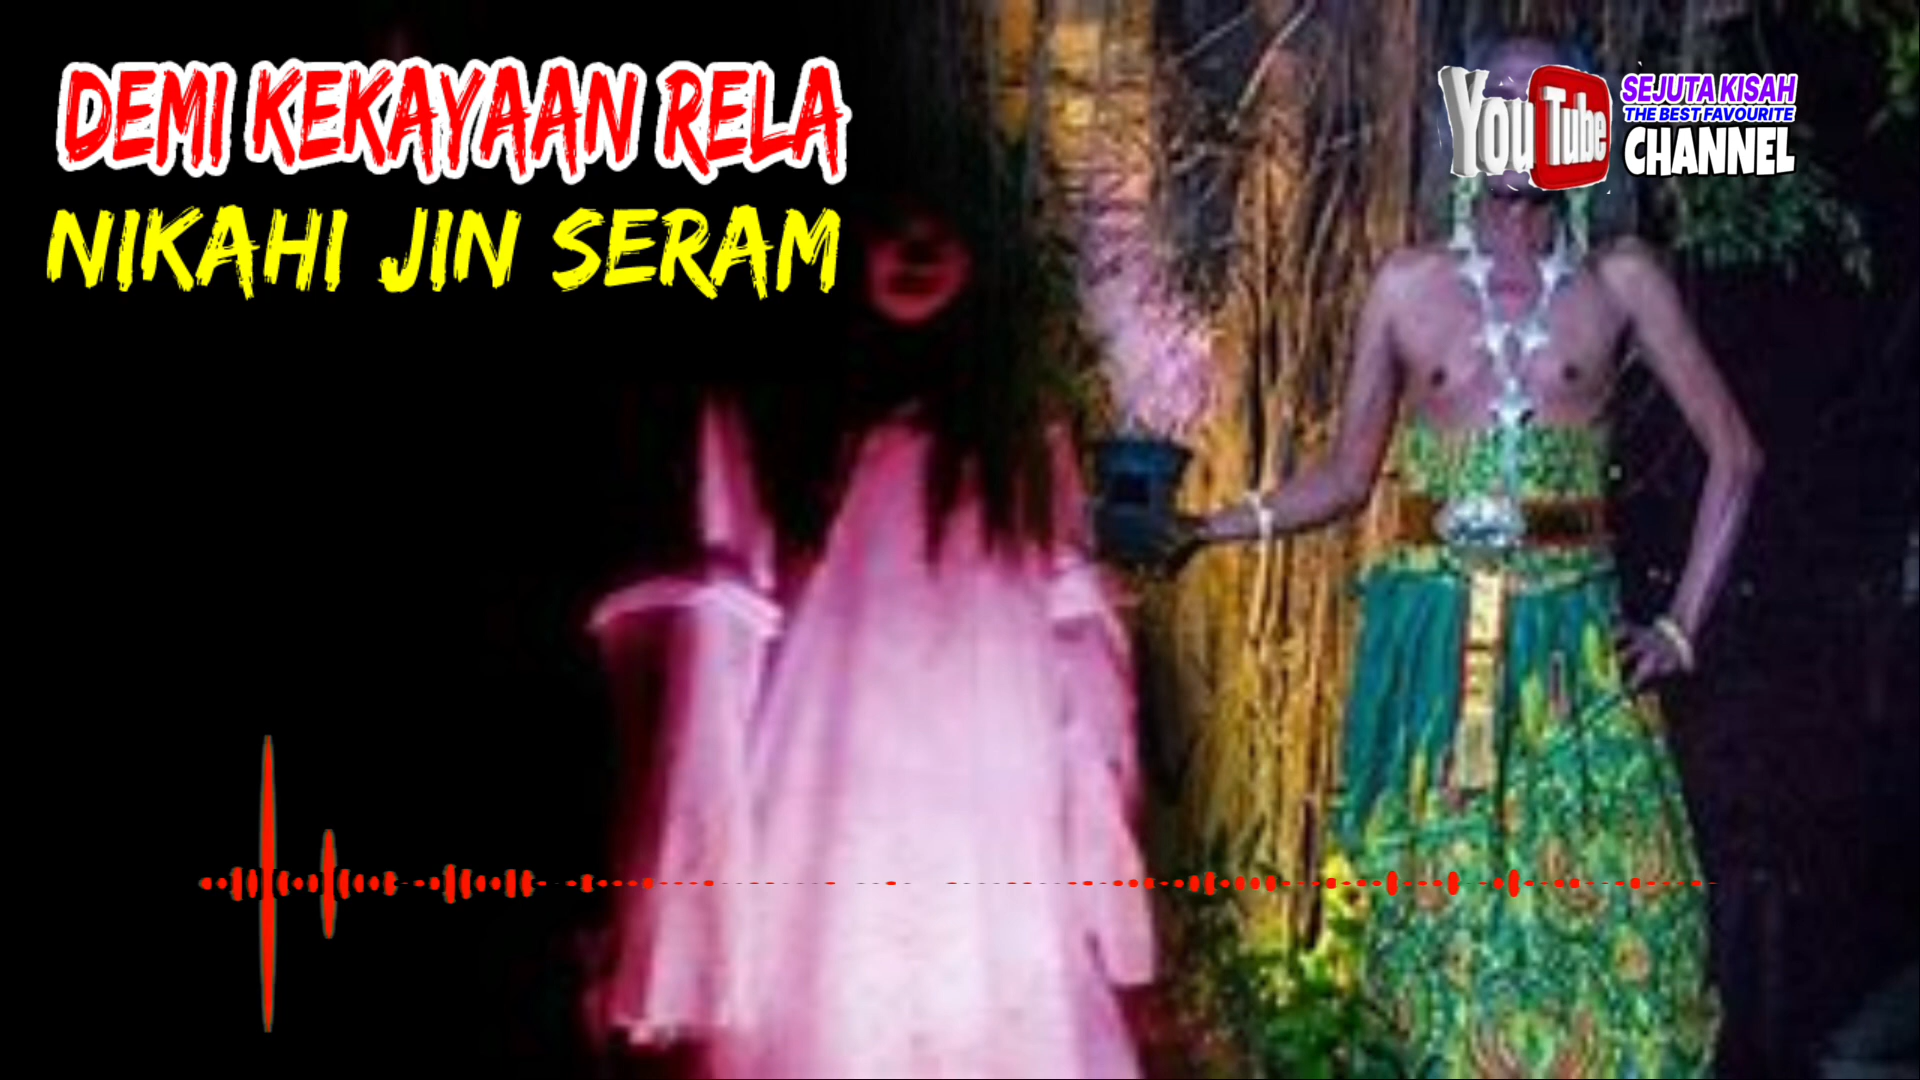 DEMI KEKAYAAN RELA
NIKAHI JIN SERAM
YouTube
SEJUTA KISAH
THE BEST FAVOURITE
CHANNEL